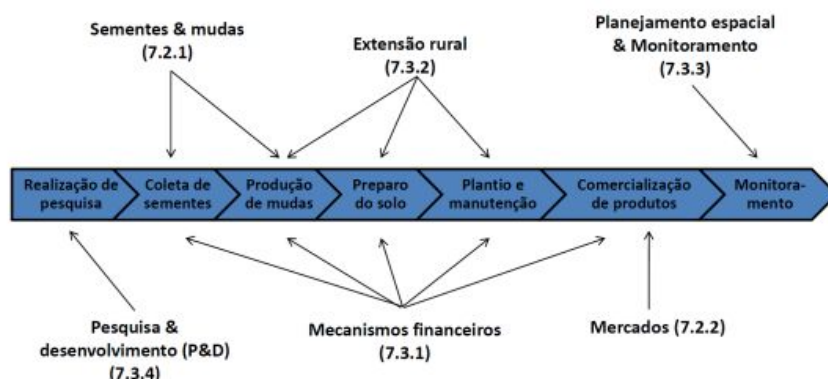 Sementes & mudas
(7.2.1)
Extensão rural
(7.3.2)
Planejamento espacial
& Monitoramento
(7.3.3)
Realização de
pesquisa
Coleta de
sementes
Produção
de mudas
Preparo
do solo
Plantio e
manutenção
Comercialização
de produtos
Monitora-
mento
Pesquisa &
desenvolvimento (P&D)
(7.3.4)
Mecanismos financeiros
(7.3.1)
Mercados (7.2.2)